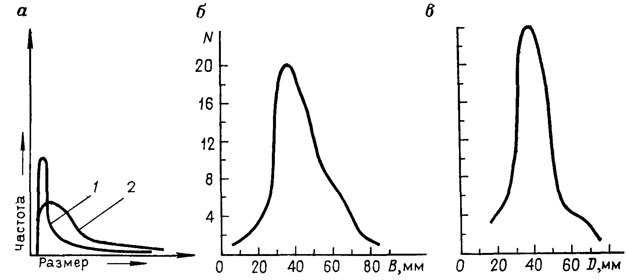 а
Частота
Размер
1
2
б
N
20
16
12
8
4
0
20
40
60
80
В, мм
в
0
20
40
60
D, мм